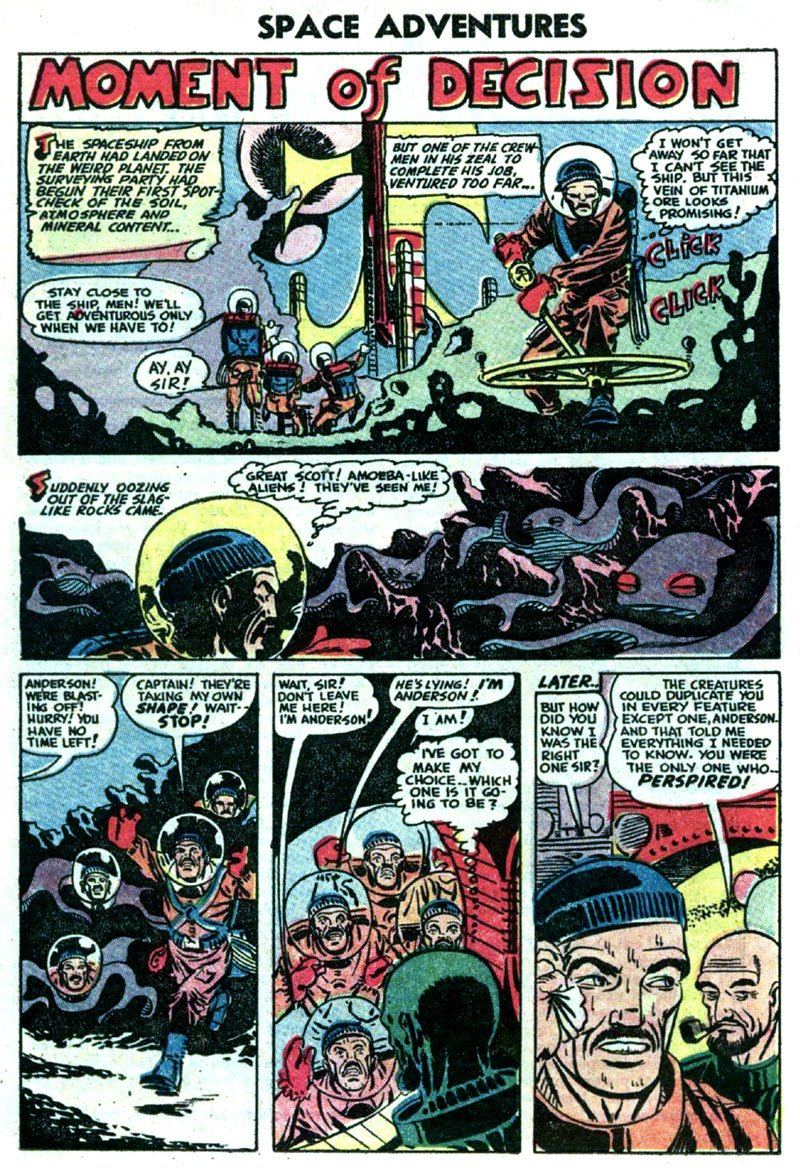 SPACE ADVENTURES
MOMENT of DECISION
THE SPACESHIP FROM
EARTH HAD LANDED ON
THE WEIRD PLANET. THE
SURVEYING PARTY HAD
BEGUN THEIR FIRST SPOT-
CHECK OF THE SOIL,
ATMOSPHERE AND
MINERAL CONTENT...
STAY CLOSE TO
THE SHIP, MEN! WE'LL
GET ADVENTUROUS ONLY
WHEN WE HAVE TO!
AY, AY
SIR!
BUT ONE OF THE CREW-
MEN IN HIS ZEAL TO
COMPLETE HIS JOB,
VENTURED TOO FAR...
I WON'T GET
AWAY SO FAR THAT
I CAN'T SEE THE
SHIP. BUT THIS
VEIN OF TITANIUM
ORE LOOKS
PROMISING!
CLICK
CLICK
SUDDENLY OOZING
OUT OF THE SLAG-
LIKE ROCKS CAME.
GREAT SCOTT! AMOEBA-LIKE
ALIENS! THEY'VE SEEN ME!
ANDERSON!
WE'RE BLAST-
ING OFF!
HURRY! YOU
HAVE NO
TIME LEFT!
CAPTAIN! THEY'RE
TAKING MY OWN
SHAPE! WAIT--
STOP!
WAIT, SIR!
DON'T LEAVE
ME HERE!
I'M ANDERSON!
HE'S LYING! I'M
ANDERSON!
I AM!
I'VE GOT TO
MAKE MY
CHOICE...WHICH
ONE IS IT GO-
ING TO BE?
LATER..
BUT HOW
DID YOU
KNOW I
WAS THE
RIGHT
ONE SIR?
THE CREATURES
COULD DUPLICATE YOU
IN EVERY FEATURE
EXCEPT ONE, ANDERSON.
AND THAT TOLD ME
EVERYTHING I NEEDED
TO KNOW. YOU WERE
THE ONLY ONE WHO...
PERSPIRED!